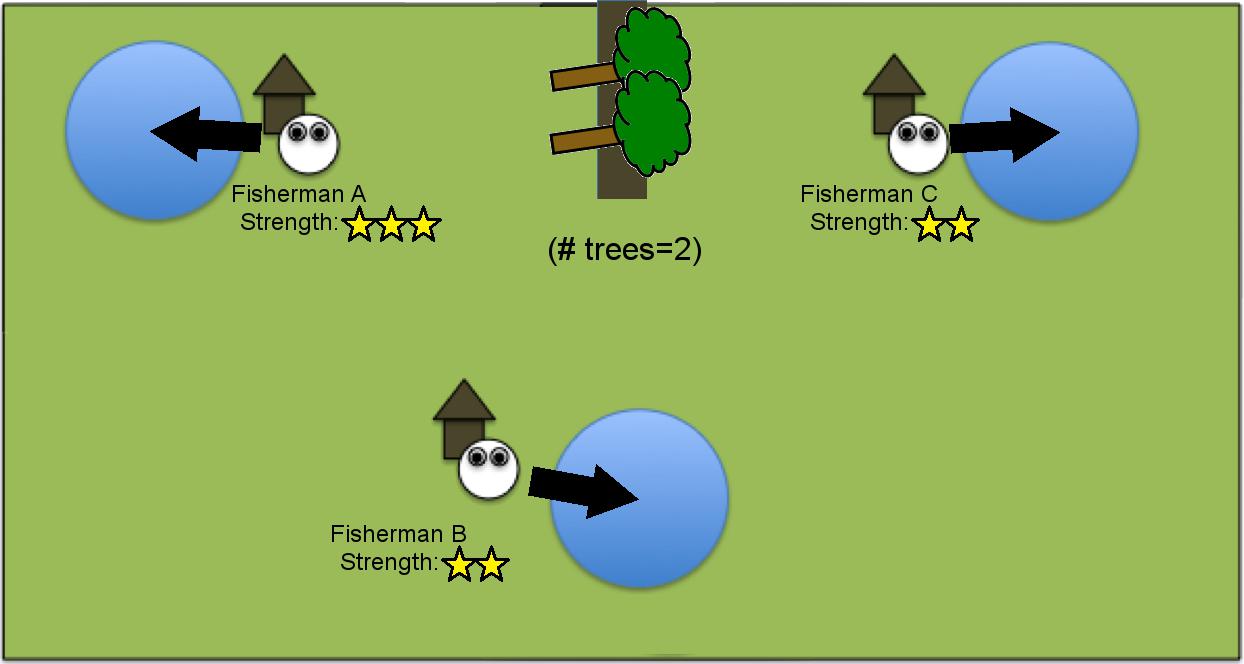 Fisherman A
Strength:
Fisherman C
Strength:
(# trees=2)
Fisherman B
Strength: